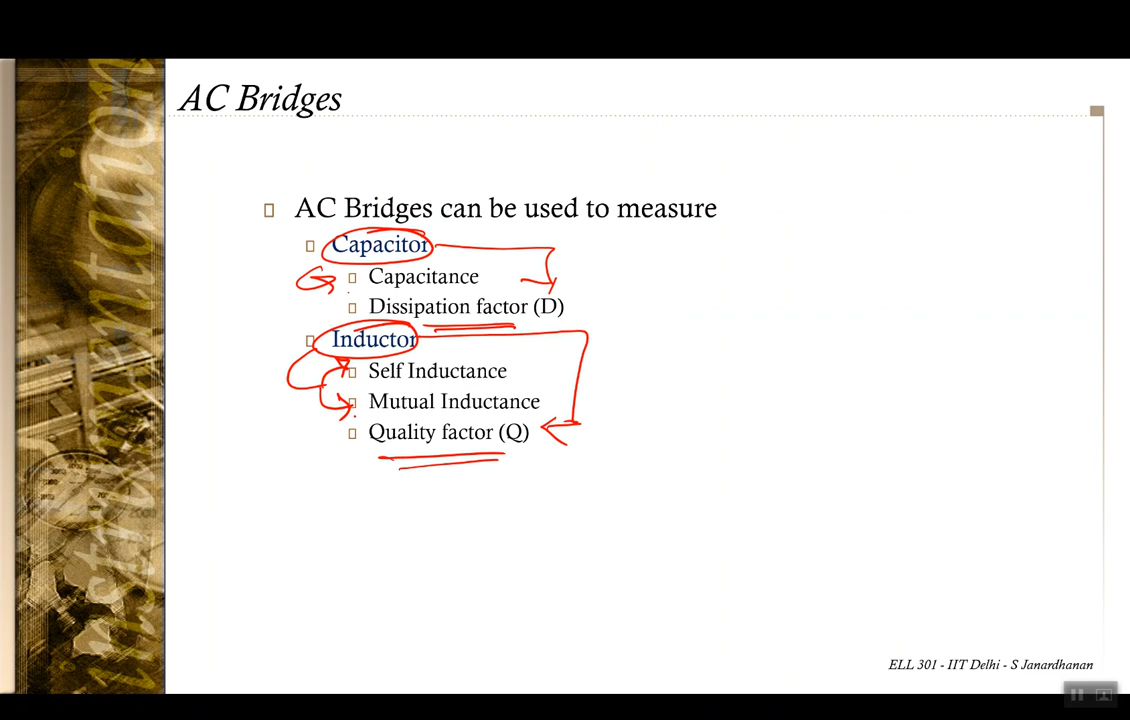 AC Bridges
AC Bridges can be used to measure
Capacitor
Capacitance
Dissipation factor (D)
Inductor
Self Inductance
Mutual Inductance
Quality factor (Q)
ELL 301 - IIT Delhi - S Janardhanan